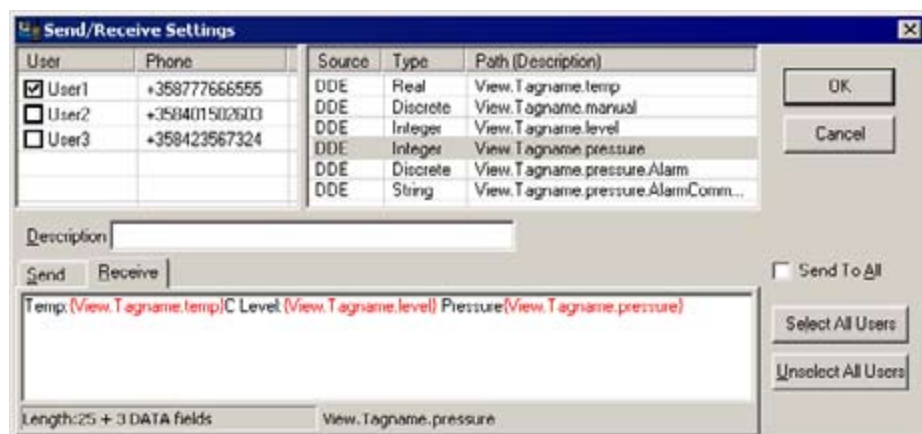 Send/Receive Settings
User Phone Source Type Path (Description)
User1 +358777666555 DDE Real View.Tagname.temp OK
User2 +358401502603 DDE Discrete View.Tagname.manual
User3 +358423567324 DDE Integer View.Tagname.level Cancel
DDE Integer View.Tagname.pressure
DDE Discrete View.Tagname.pressure.Alarm
DDE String View.Tagname.pressure.AlarmComm...
Description
Send Receive Send To All
Temp:{View.Tagname.temp}C Level:{View.Tagname.level} Pressure{View.Tagname.pressure}
Select All Users
Unselect All Users
Length:25 + 3 DATA fields View.Tagname.pressure